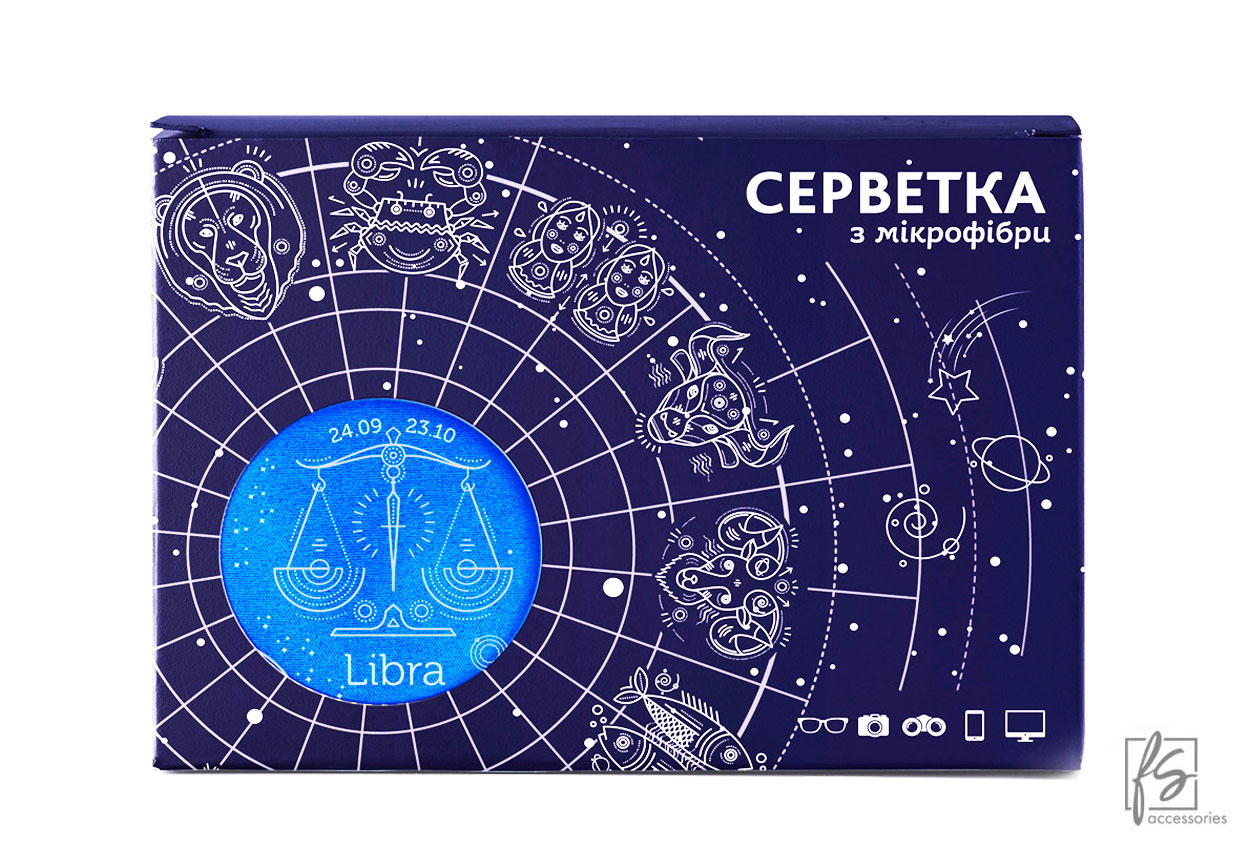 СЕРВЕТКА
з мікрофібри
24.09 23.10
Libra
fs
accessories